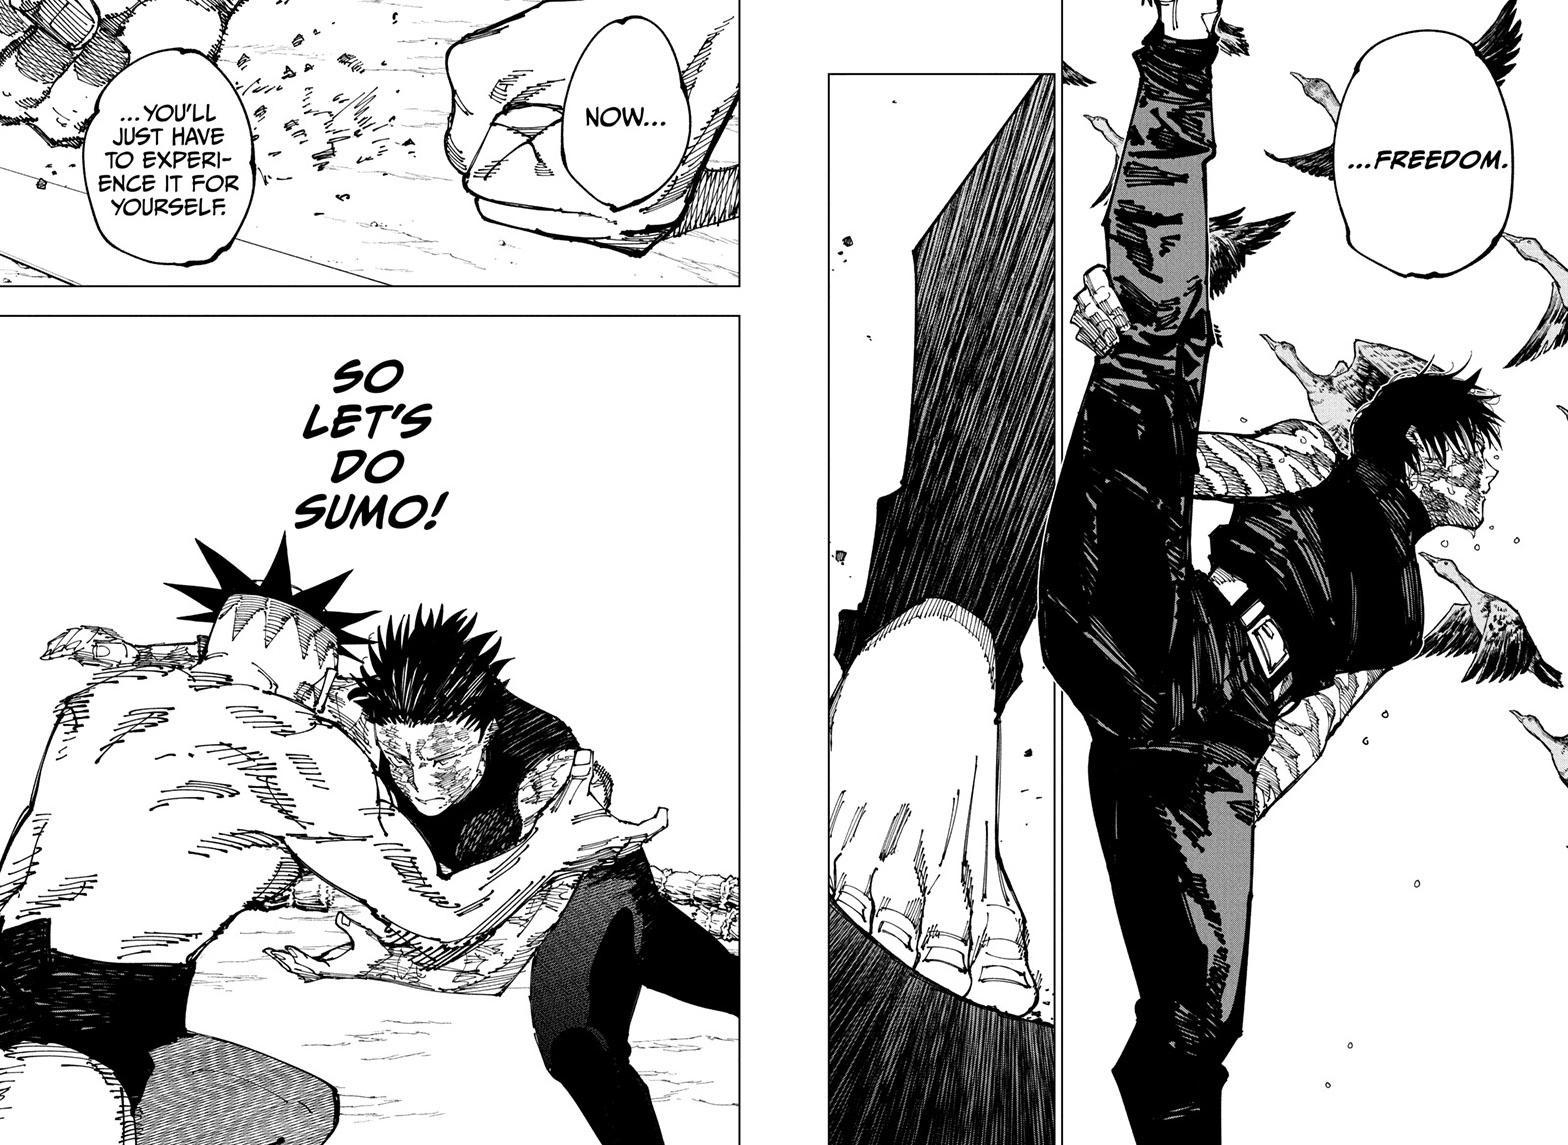 ...FREEDOM.
NOW...
...YOU'LL
JUST HAVE
TO EXPERI-
ENCE IT FOR
YOURSELF.
SO
LET'S
DO
SUMO!